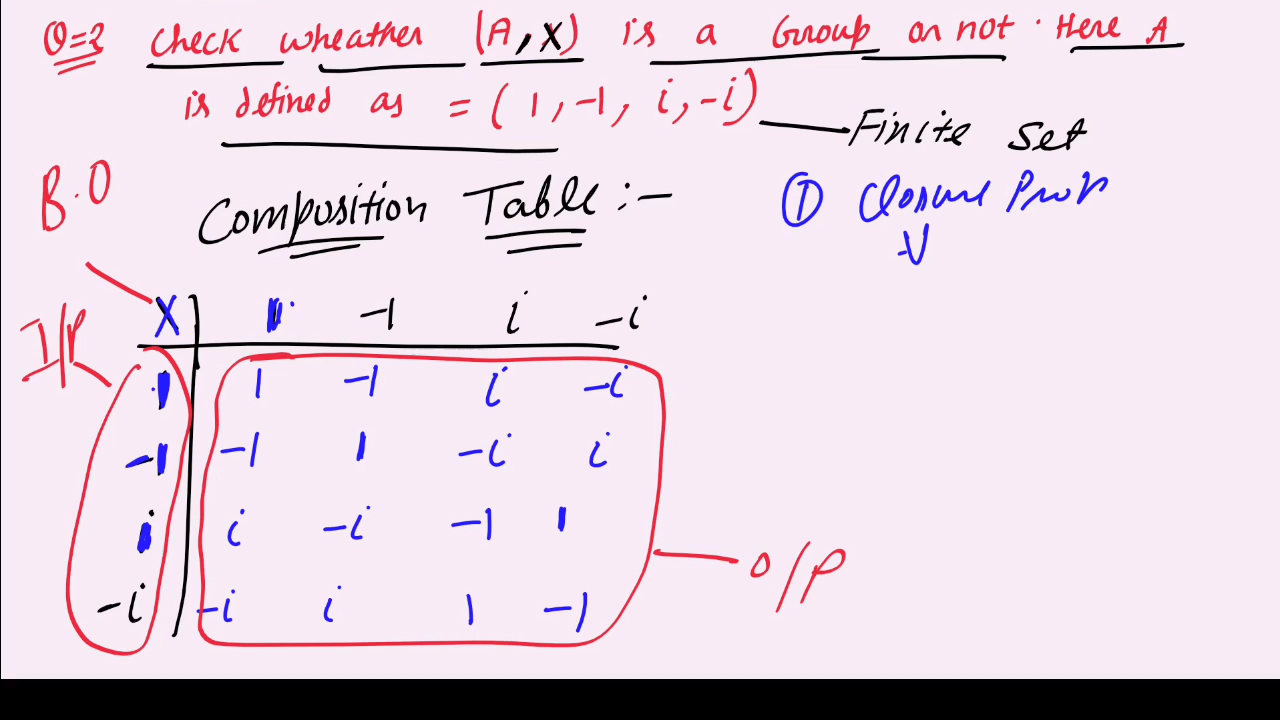 Q=2 Check wheather (A, X) is a Group or not. Here A
is defined as = (1, -1, i, -i)
Finite Set
B.O
Composition Table :-
① Closure Prop
I/P
X 1 -1 i -i
1 1 -1 i -i
-1 -1 1 -i i
i i -i -1 1
-i -i i 1 -1
O/P